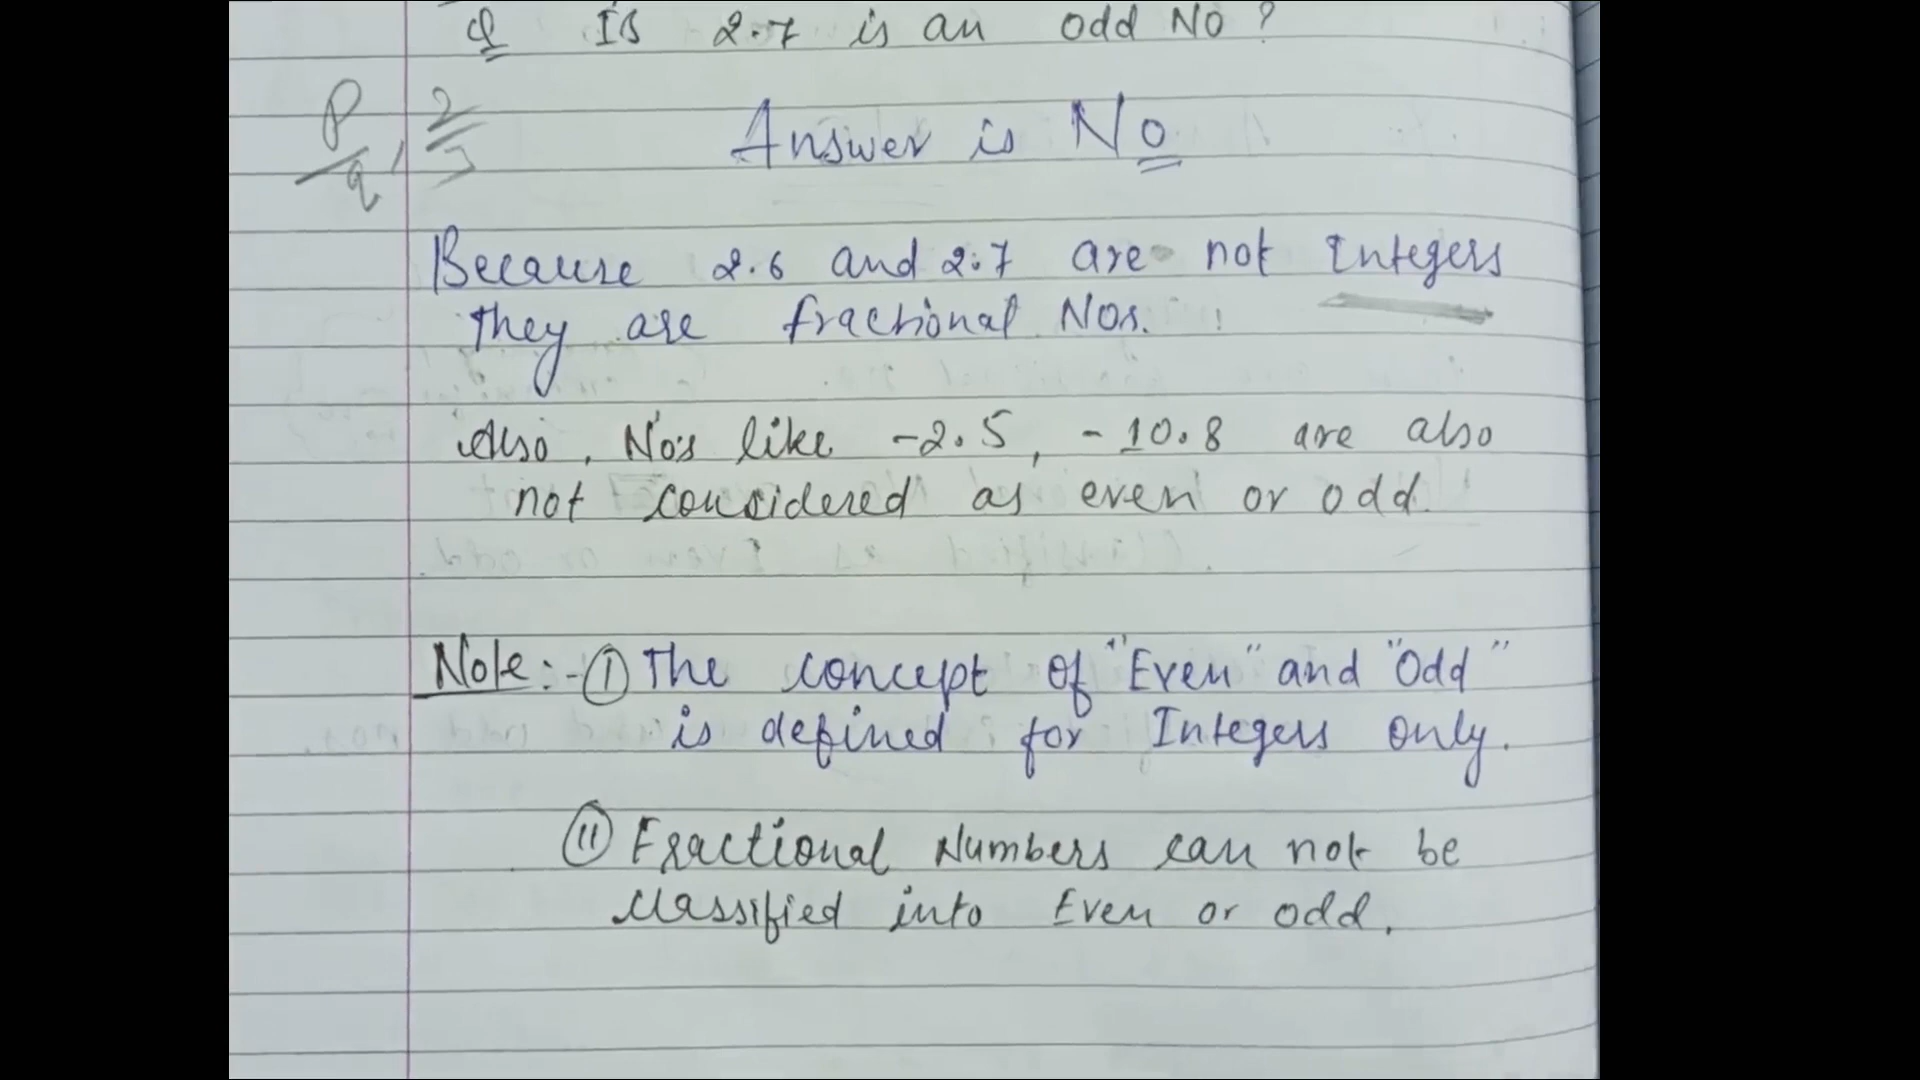 Q Is 2.7 is an odd No?
P/q, 2/3
Answer is No
Because 2.6 and 2.7 are not Integers
They are fractional Nos.
Also, No's like -2.5, -10.8 are also
not considered as even or odd.
Note:- (I) The concept of "Even" and "Odd"
is defined for Integers only.
(II) Fractional Numbers can not be
classified into Even or odd.